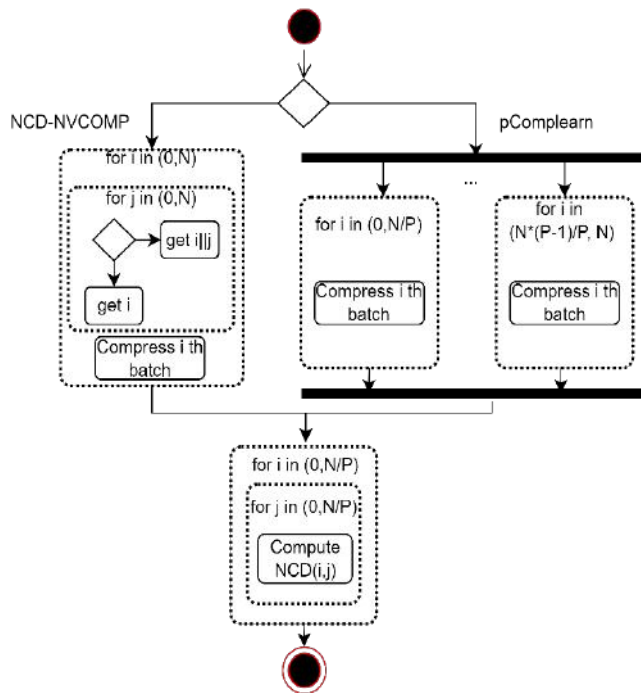 NCD-NVCOMP
pComplearn
for i in (0,N)
for j in (0,N)
get i||j
get i
Compress i th
batch
...
for i in (0,N/P)
Compress i th
batch
for i in
(N*(P-1)/P, N)
Compress i th
batch
for i in (0,N/P)
for j in (0,N/P)
Compute
NCD(i,j)